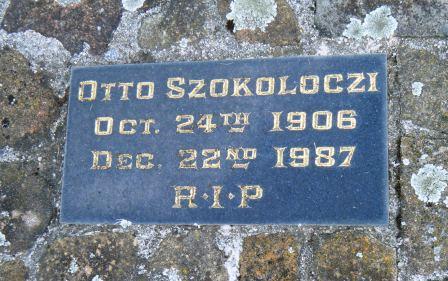 OTTO SZOKOLOCZI
OCT. 24TH 1906
DEC. 22ND 1987
R·I·P